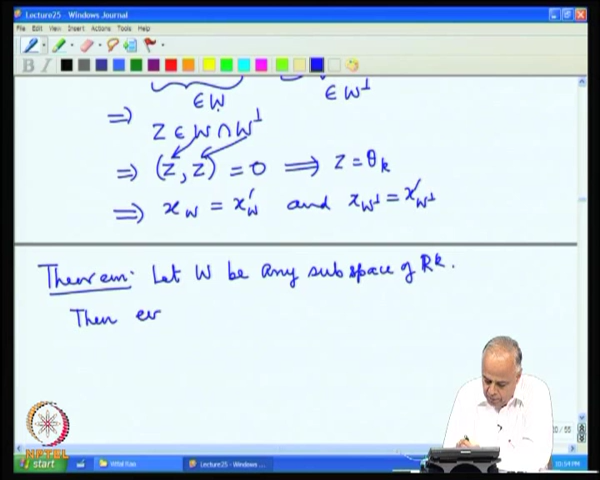 Lecture25 - Windows Journal
File Edit View Insert Actions Tools Help
B I
∈ W ∈ W⊥
⇒ z ∈ W ∩ W⊥
⇒ (z, z) = 0 ⇒ z = θk
⇒ xW = x'W and xW⊥ = x'W⊥
Theorem: Let W be any subspace of Rk.
Then ev
NPTEL
start Lecture25 - Windows ...